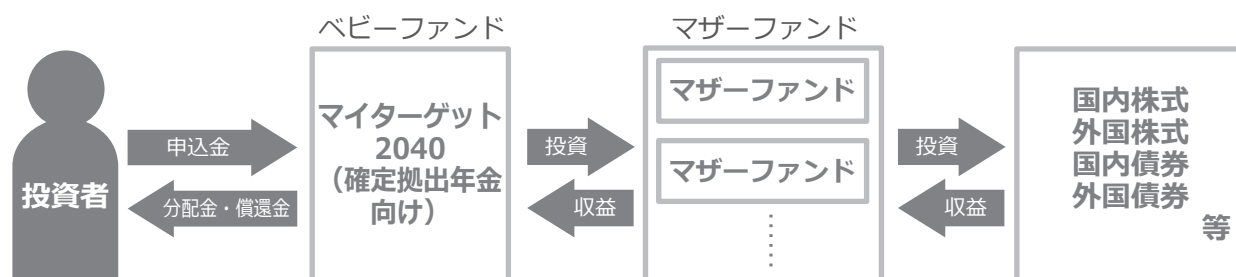 ベビーファンド
マザーファンド
投資者
申込金
分配金・償還金
マイターゲット
2040
（確定拠出年金
向け）
投資
収益
マザーファンド
マザーファンド
投資
収益
国内株式
外国株式
国内債券
外国債券
等